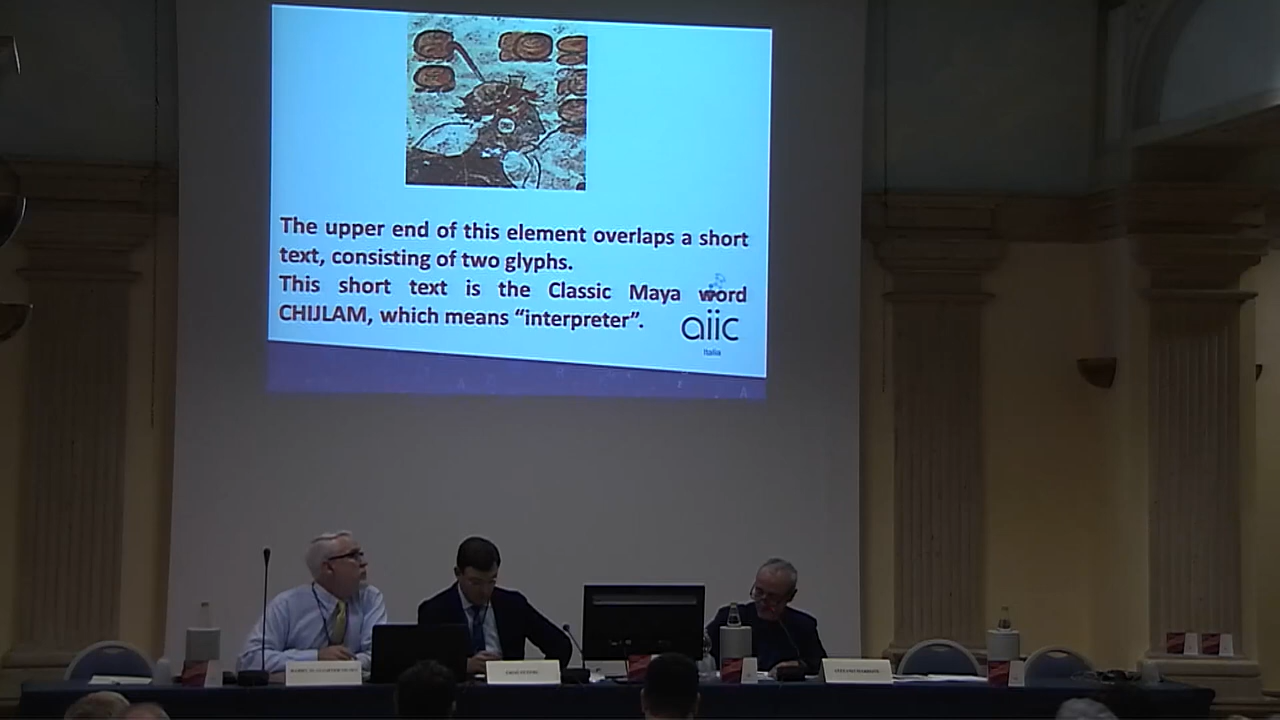 The upper end of this element overlaps a short
text, consisting of two glyphs.
This short text is the Classic Maya word
CHIJLAM, which means “interpreter”.
aiic
Italia